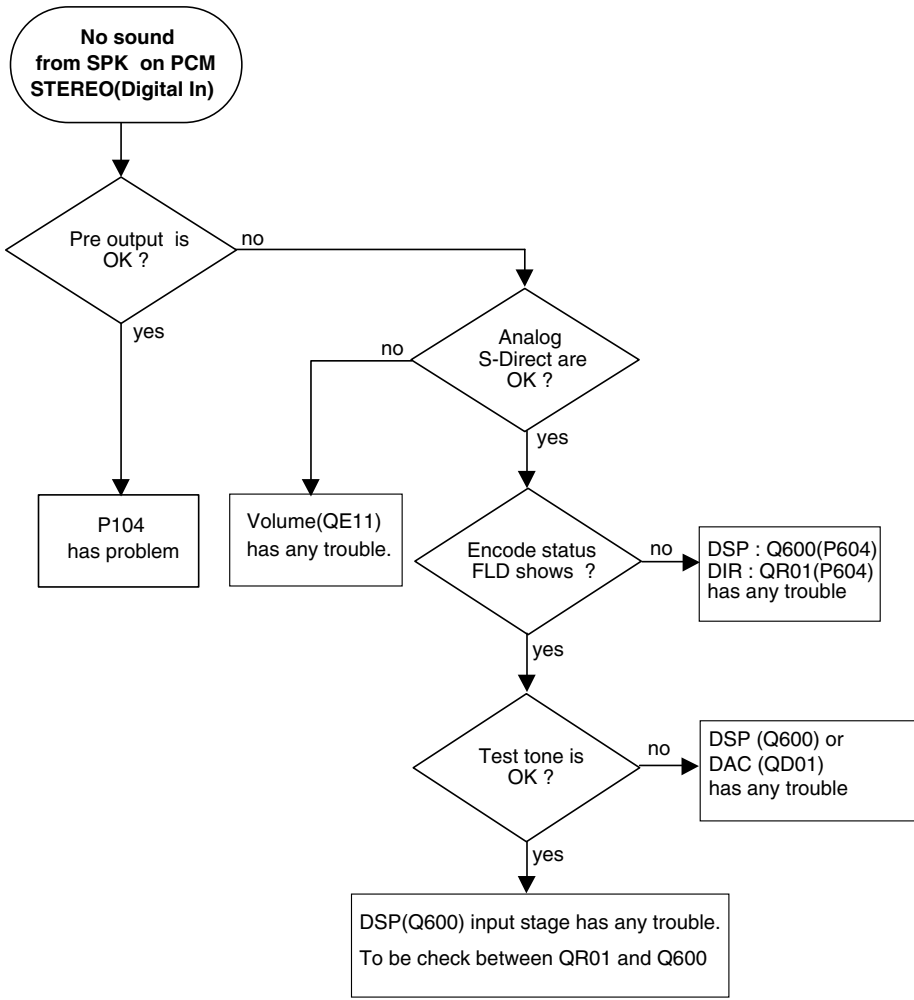 No sound
from SPK on PCM
STEREO(Digital In)
Pre output is
OK ?
no
yes
Analog
S-Direct are
OK ?
no
yes
P104
has problem
Volume(QE11)
has any trouble.
Encode status
FLD shows ?
no
DSP : Q600(P604)
DIR : QR01(P604)
has any trouble
yes
Test tone is
OK ?
no
DSP (Q600) or
DAC (QD01)
has any trouble
yes
DSP(Q600) input stage has any trouble.
To be check between QR01 and Q600